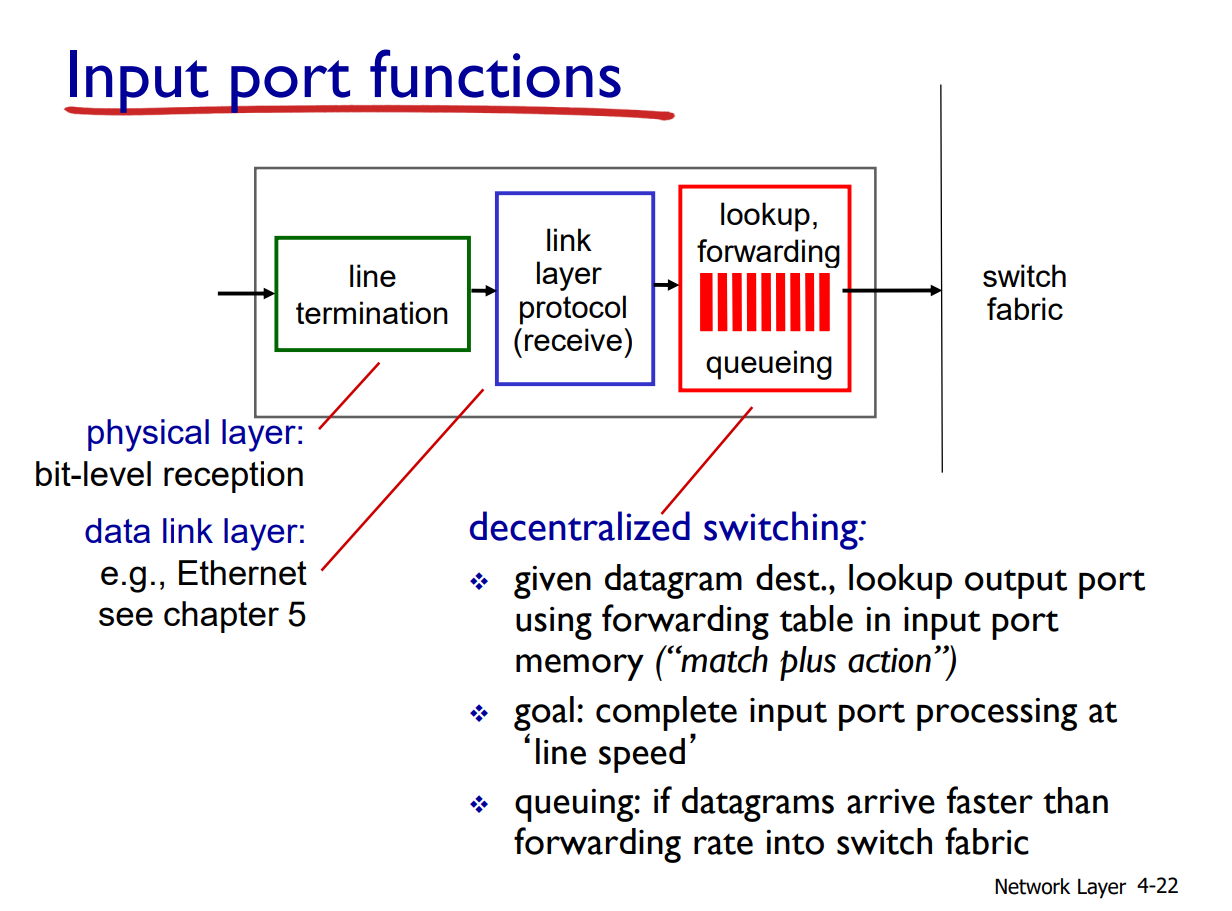 Input port functions
line
termination
link
layer
protocol
(receive)
lookup,
forwarding
queueing
switch
fabric
physical layer:
bit-level reception
data link layer:
e.g., Ethernet
see chapter 5
decentralized switching:
❖ given datagram dest., lookup output port
using forwarding table in input port
memory (“match plus action”)
❖ goal: complete input port processing at
‘line speed’
❖ queuing: if datagrams arrive faster than
forwarding rate into switch fabric
Network Layer 4-22